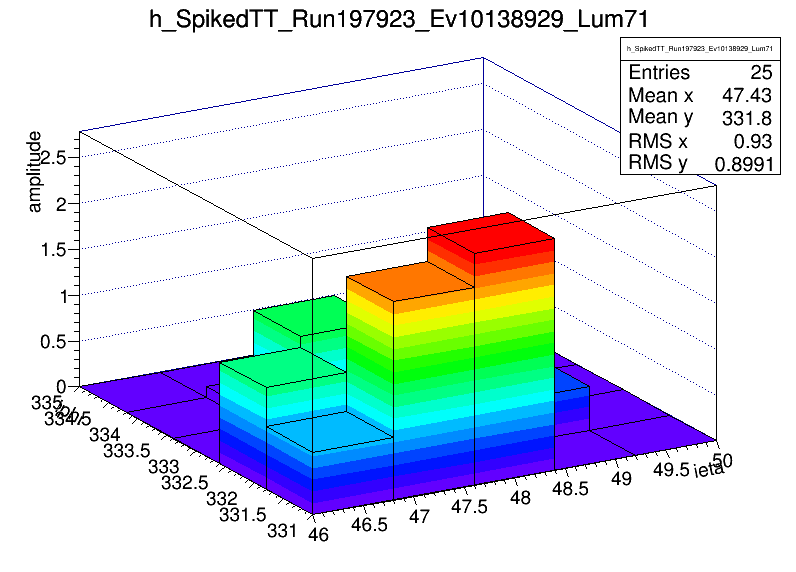 h_SpikedTT_Run197923_Ev10138929_Lum71
h_SpikedTT_Run197923_Ev10138929_Lum71
Entries 25
Mean x 47.43
Mean y 331.8
RMS x 0.93
RMS y 0.8991
amplitude
2.5
2
1.5
1
0.5
0
335
334.5
334
333.5
333
332.5
332
331.5
331
46
46.5
47
47.5
48
48.5
49
49.5
50
ieta